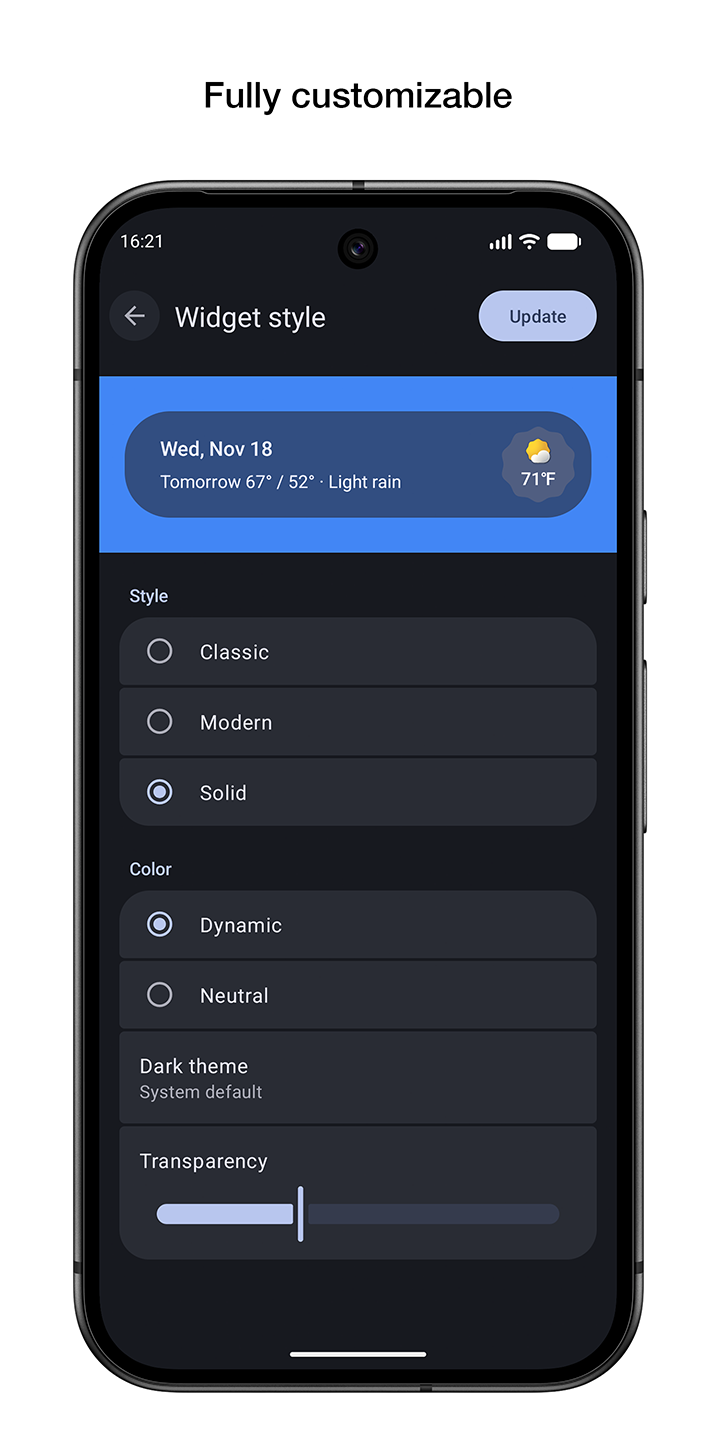 Fully customizable
16:21
Widget style
Update
Wed, Nov 18
Tomorrow 67° / 52° · Light rain
71°F
Style
Classic
Modern
Solid
Color
Dynamic
Neutral
Dark theme
System default
Transparency